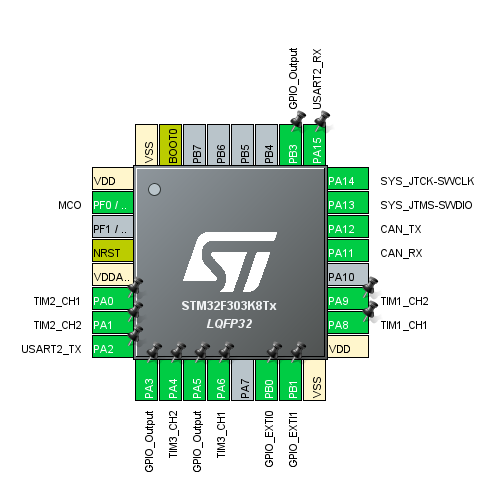 GPIO_Output
USART2_RX
VSS
BOOT0
PB7
PB6
PB5
PB4
PB3
PA15
VDD
MCO PF0 / ..
PF1 / ..
NRST
VDDA..
TIM2_CH1 PA0
TIM2_CH2 PA1
USART2_TX PA2
PA14 SYS_JTCK-SWCLK
PA13 SYS_JTMS-SWDIO
PA12 CAN_TX
PA11 CAN_RX
PA10
PA9 TIM1_CH2
PA8 TIM1_CH1
VDD
ST
STM32F303K8Tx
LQFP32
PA3
PA4
PA5
PA6
PA7
PB0
PB1
VSS
GPIO_Output
TIM3_CH2
GPIO_Output
TIM3_CH1
GPIO_EXTI0
GPIO_EXTI1